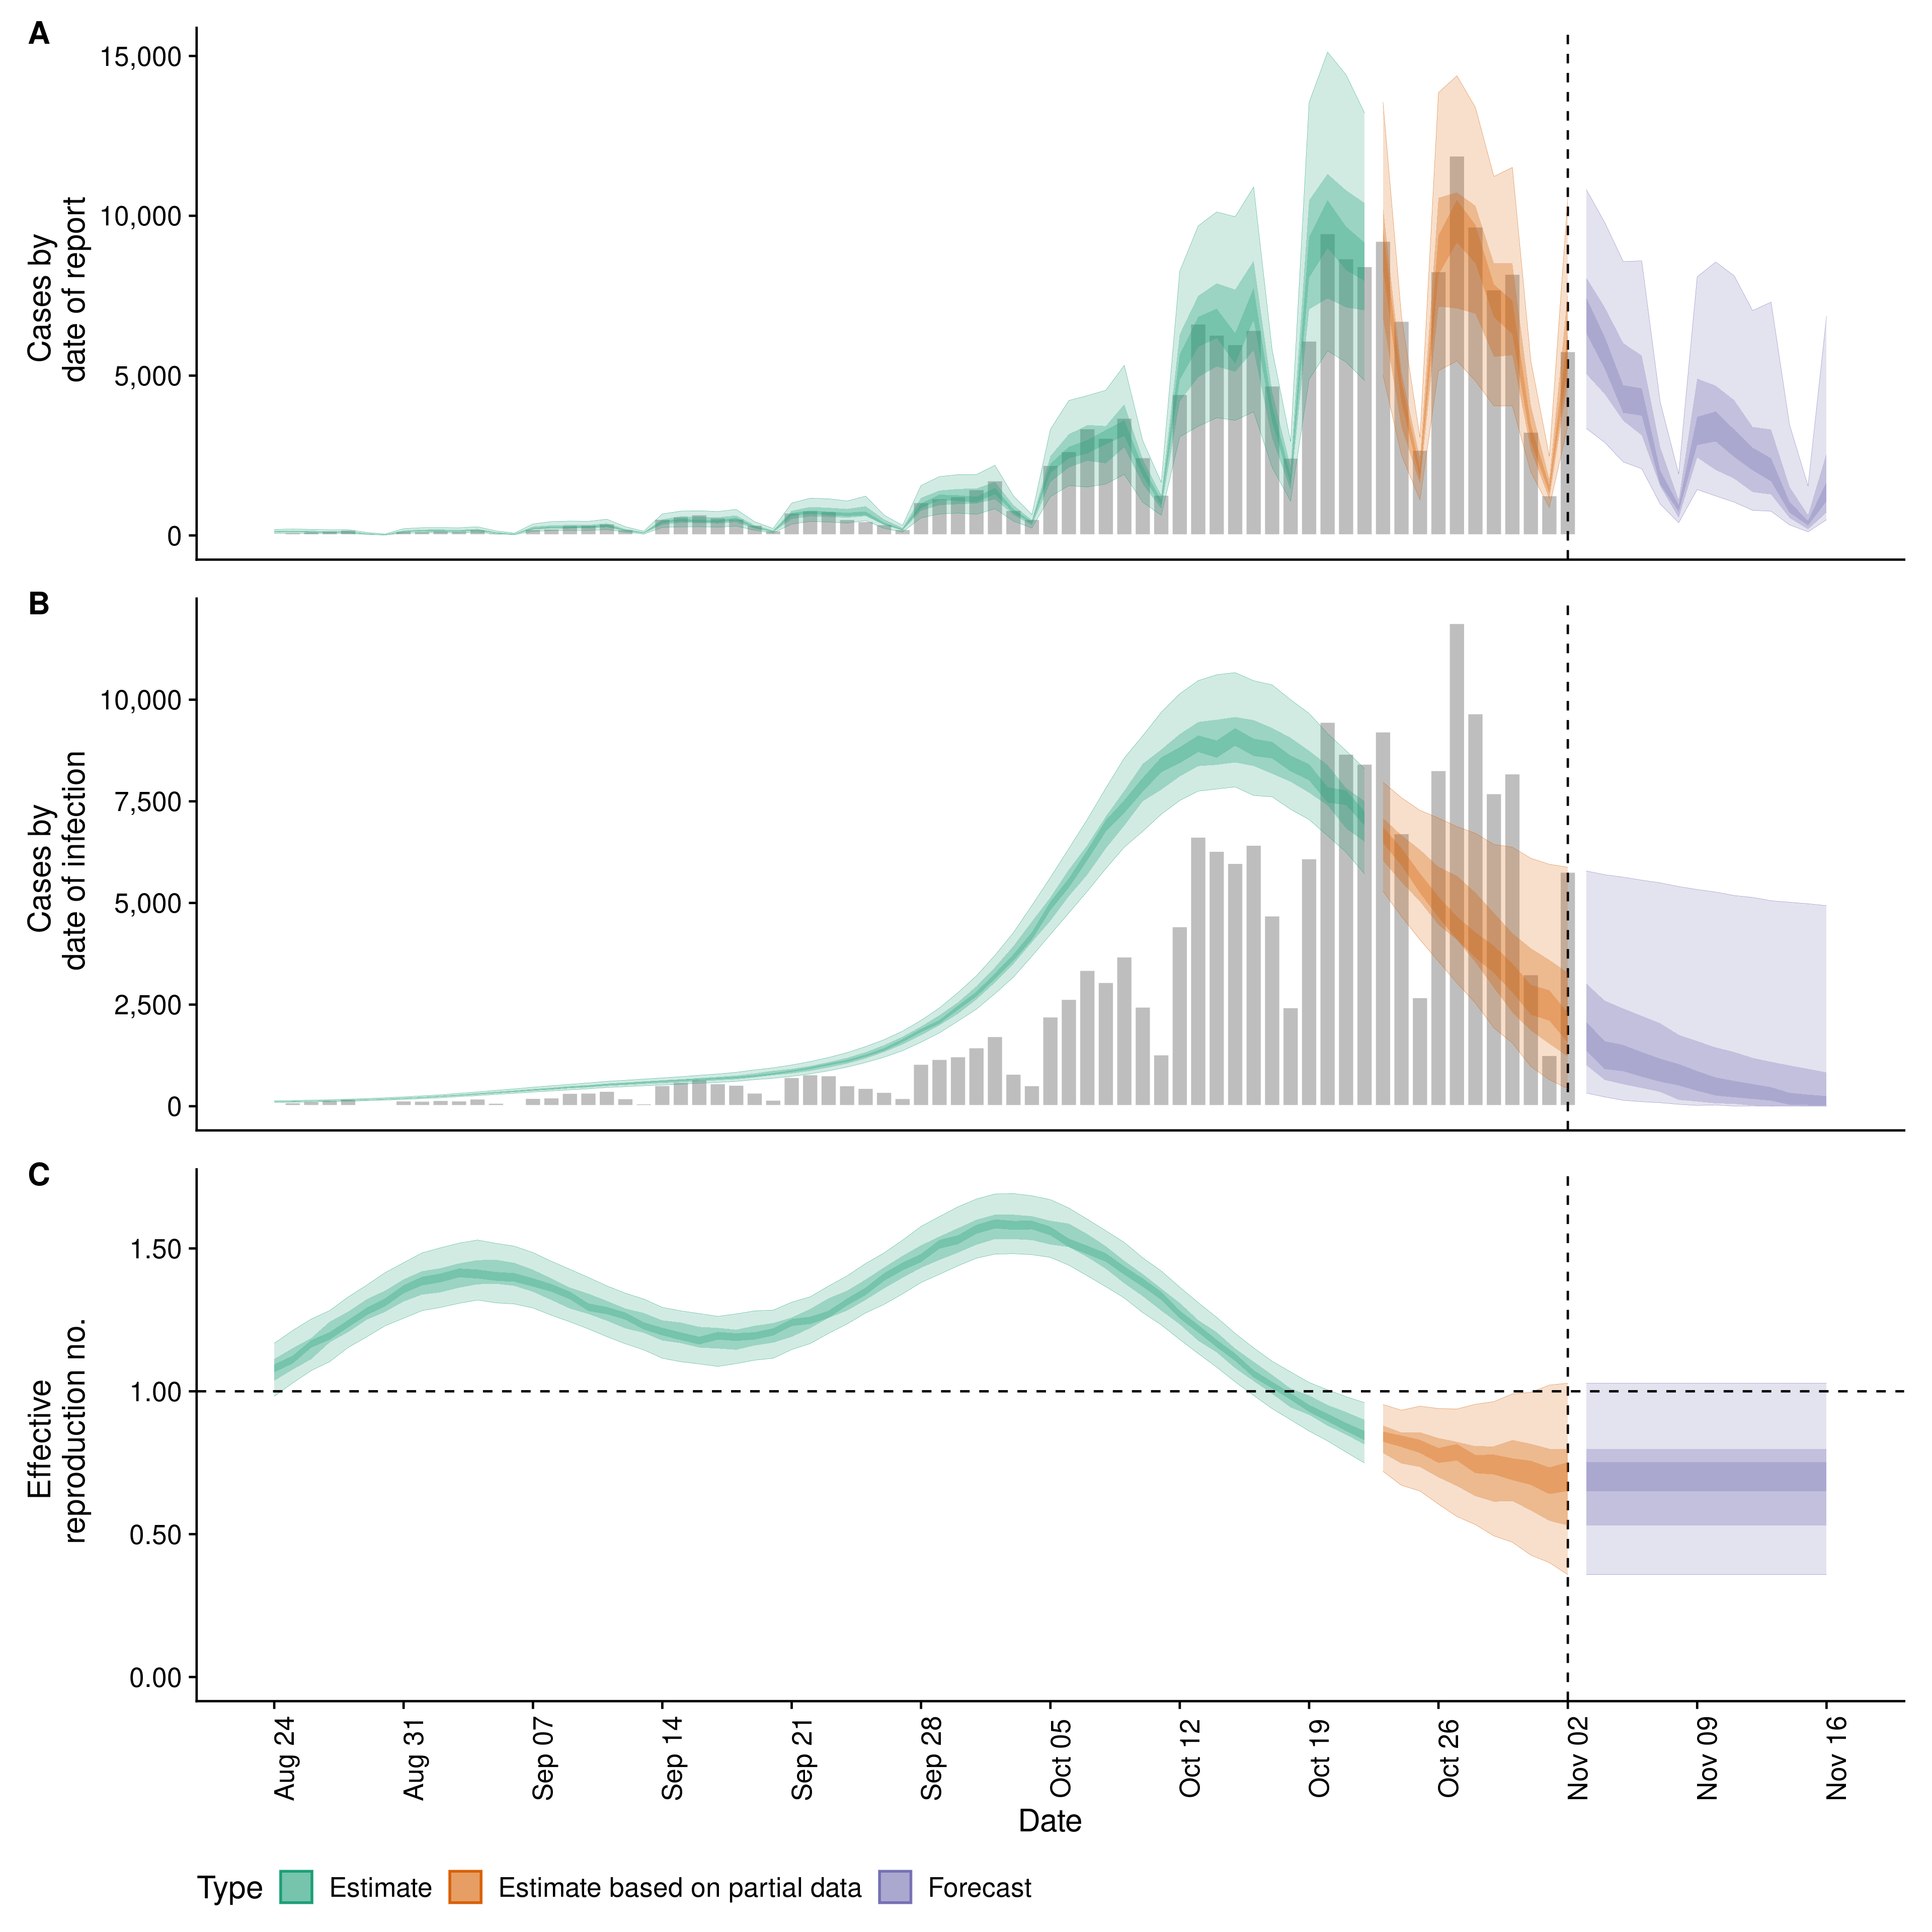 A
Cases by
date of report
15,000
10,000
5,000
0
B
Cases by
date of infection
10,000
7,500
5,000
2,500
0
C
Effective
reproduction no.
1.50
1.00
0.50
0.00
Aug 24
Aug 31
Sep 07
Sep 14
Sep 21
Sep 28
Oct 05
Oct 12
Oct 19
Oct 26
Nov 02
Nov 09
Nov 16
Date
Type Estimate Estimate based on partial data Forecast